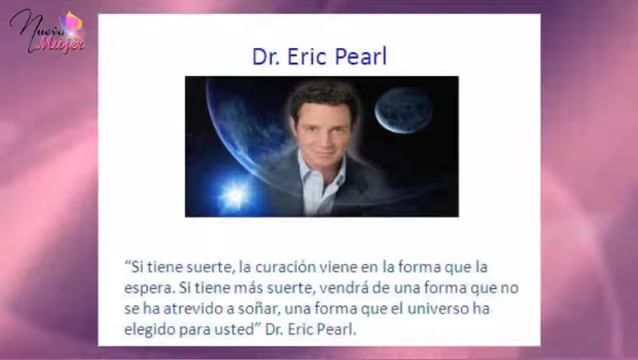 Nueva
Mujer
Dr. Eric Pearl
“Si tiene suerte, la curación viene en la forma que la
espera. Si tiene más suerte, vendrá de una forma que no
se ha atrevido a soñar, una forma que el universo ha
elegido para usted” Dr. Eric Pearl.